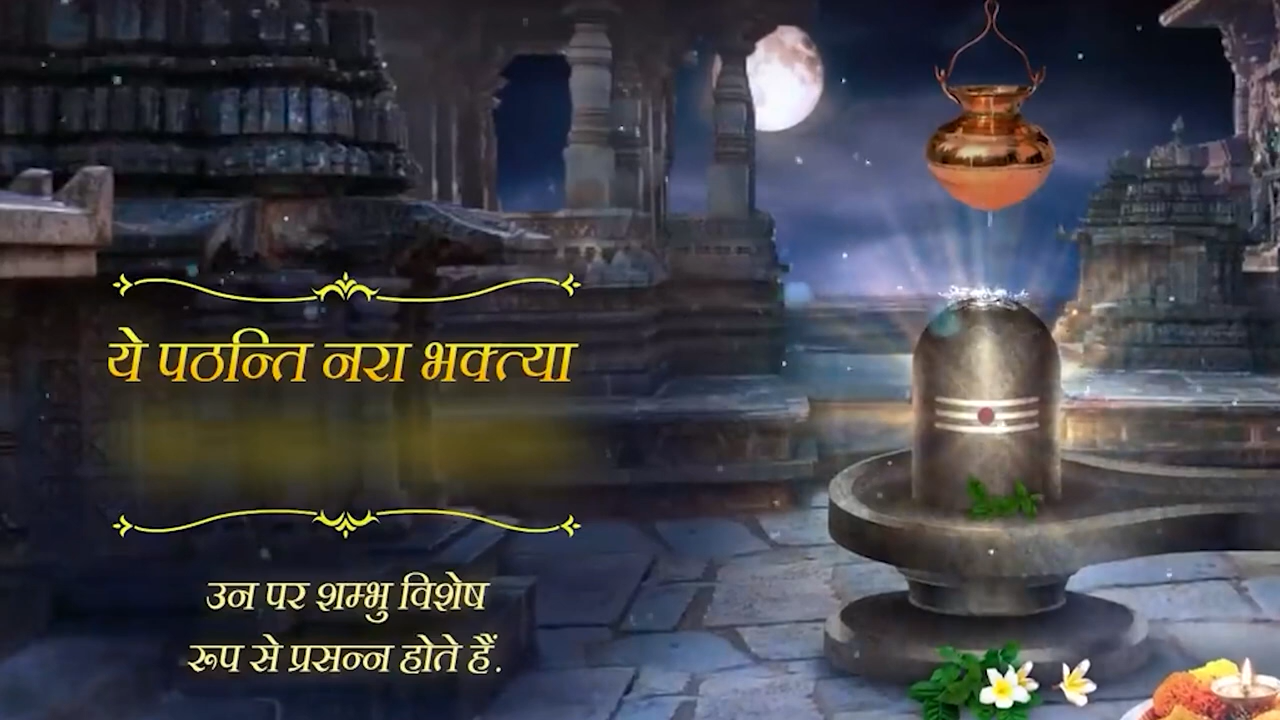 ये पठन्ति नरा भक्त्या
उन पर शम्भु विशेष
रूप से प्रसन्न होते हैं.